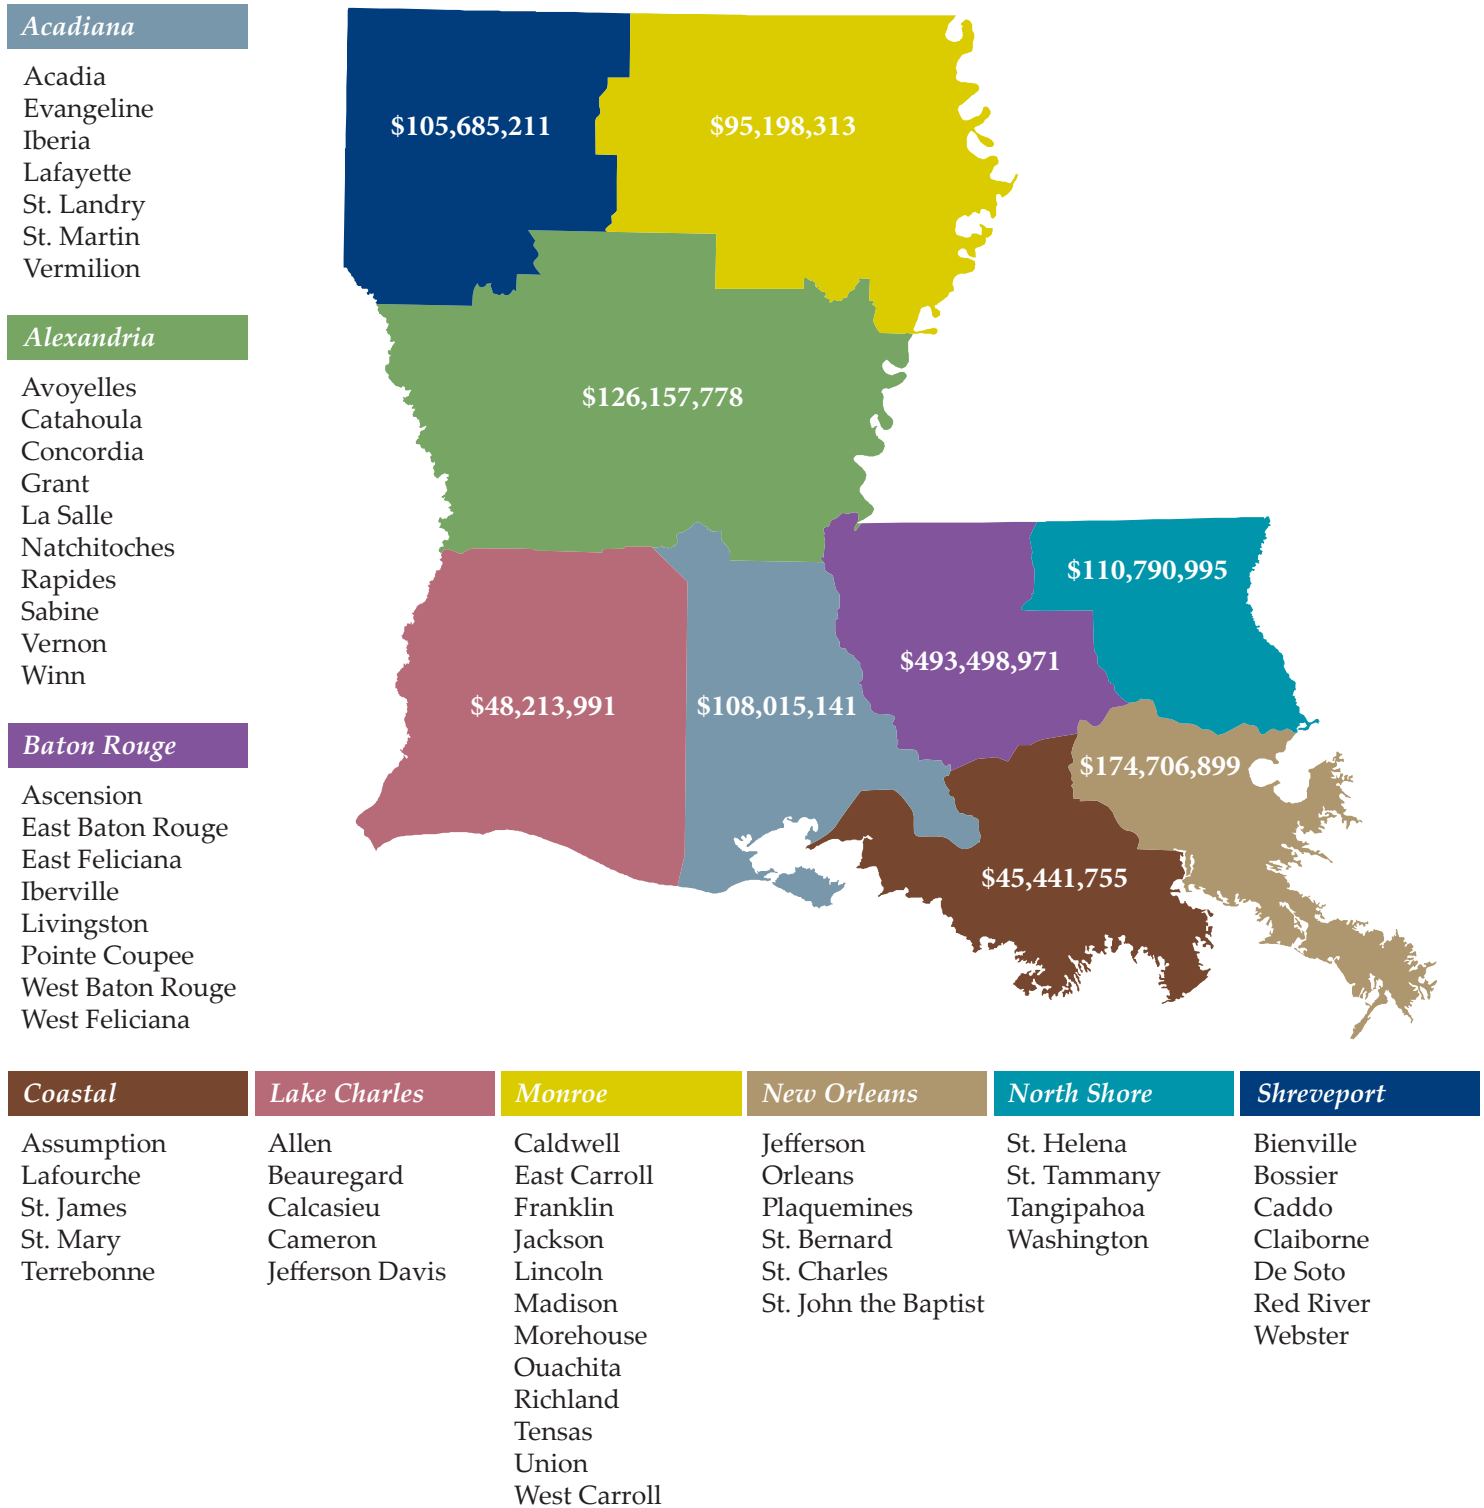 Acadiana
Acadia
Evangeline
Iberia
Lafayette
St. Landry
St. Martin
Vermilion
Alexandria
Avoyelles
Catahoula
Concordia
Grant
La Salle
Natchitoches
Rapides
Sabine
Vernon
Winn
Baton Rouge
Ascension
East Baton Rouge
East Feliciana
Iberville
Livingston
Pointe Coupee
West Baton Rouge
West Feliciana
$105,685,211
$95,198,313
$126,157,778
$110,790,995
$493,498,971
$48,213,991
$108,015,141
$174,706,899
$45,441,755
Coastal
Assumption
Lafourche
St. James
St. Mary
Terrebonne
Lake Charles
Allen
Beauregard
Calcasieu
Cameron
Jefferson Davis
Monroe
Caldwell
East Carroll
Franklin
Jackson
Lincoln
Madison
Morehouse
Ouachita
Richland
Tensas
Union
West Carroll
New Orleans
Jefferson
Orleans
Plaquemines
St. Bernard
St. Charles
St. John the Baptist
North Shore
St. Helena
St. Tammany
Tangipahoa
Washington
Shreveport
Bienville
Bossier
Caddo
Claiborne
De Soto
Red River
Webster